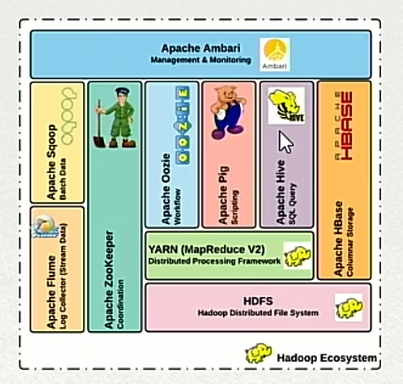 Apache Ambari
Management & Monitoring
Ambari
Apache Sqoop
Batch Data
sqoop
Apache Flume
Log Collector (Stream Data)
Apache ZooKeeper
Coordination
Apache Oozie
Workflow
OOZIE
Apache Pig
Scripting
Apache Hive
SQL Query
HIVE
Apache HBase
Columnar Storage
APACHE
HBASE
YARN (MapReduce V2)
Distributed Processing Framework
HDFS
Hadoop Distributed File System
Hadoop Ecosystem